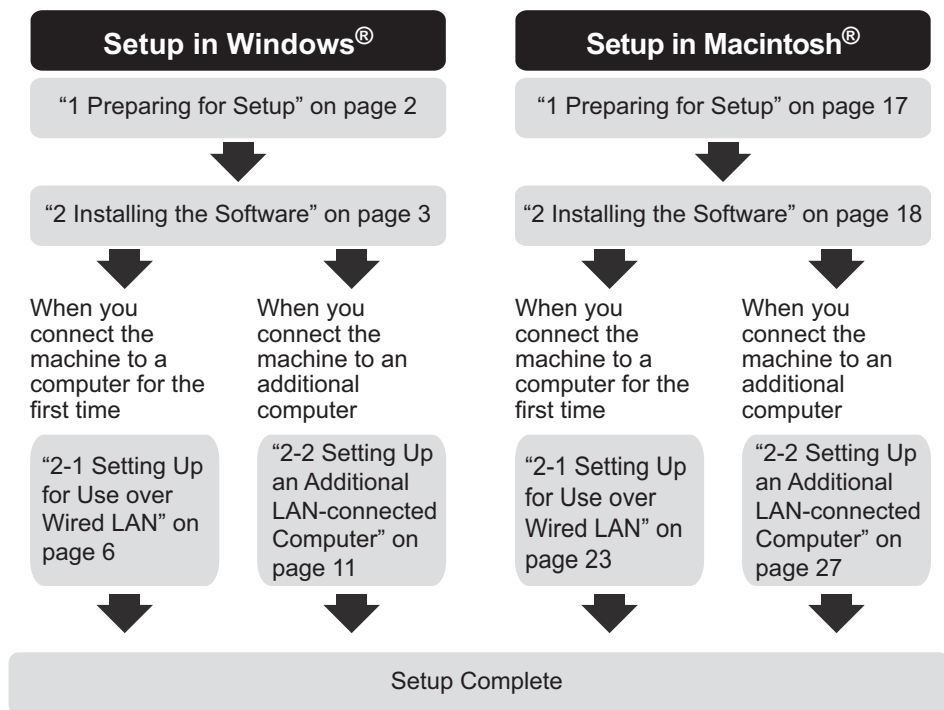 Setup in Windows®
"1 Preparing for Setup" on page 2
"2 Installing the Software" on page 3
When you
connect the
machine to a
computer for the
first time
"2-1 Setting Up
for Use over
Wired LAN" on
page 6
When you
connect the
machine to an
additional
computer
"2-2 Setting Up
an Additional
LAN-connected
Computer" on
page 11
Setup in Macintosh®
"1 Preparing for Setup" on page 17
"2 Installing the Software" on page 18
When you
connect the
machine to a
computer for the
first time
"2-1 Setting Up
for Use over
Wired LAN" on
page 23
When you
connect the
machine to an
additional
computer
"2-2 Setting Up
an Additional
LAN-connected
Computer" on
page 27
Setup Complete